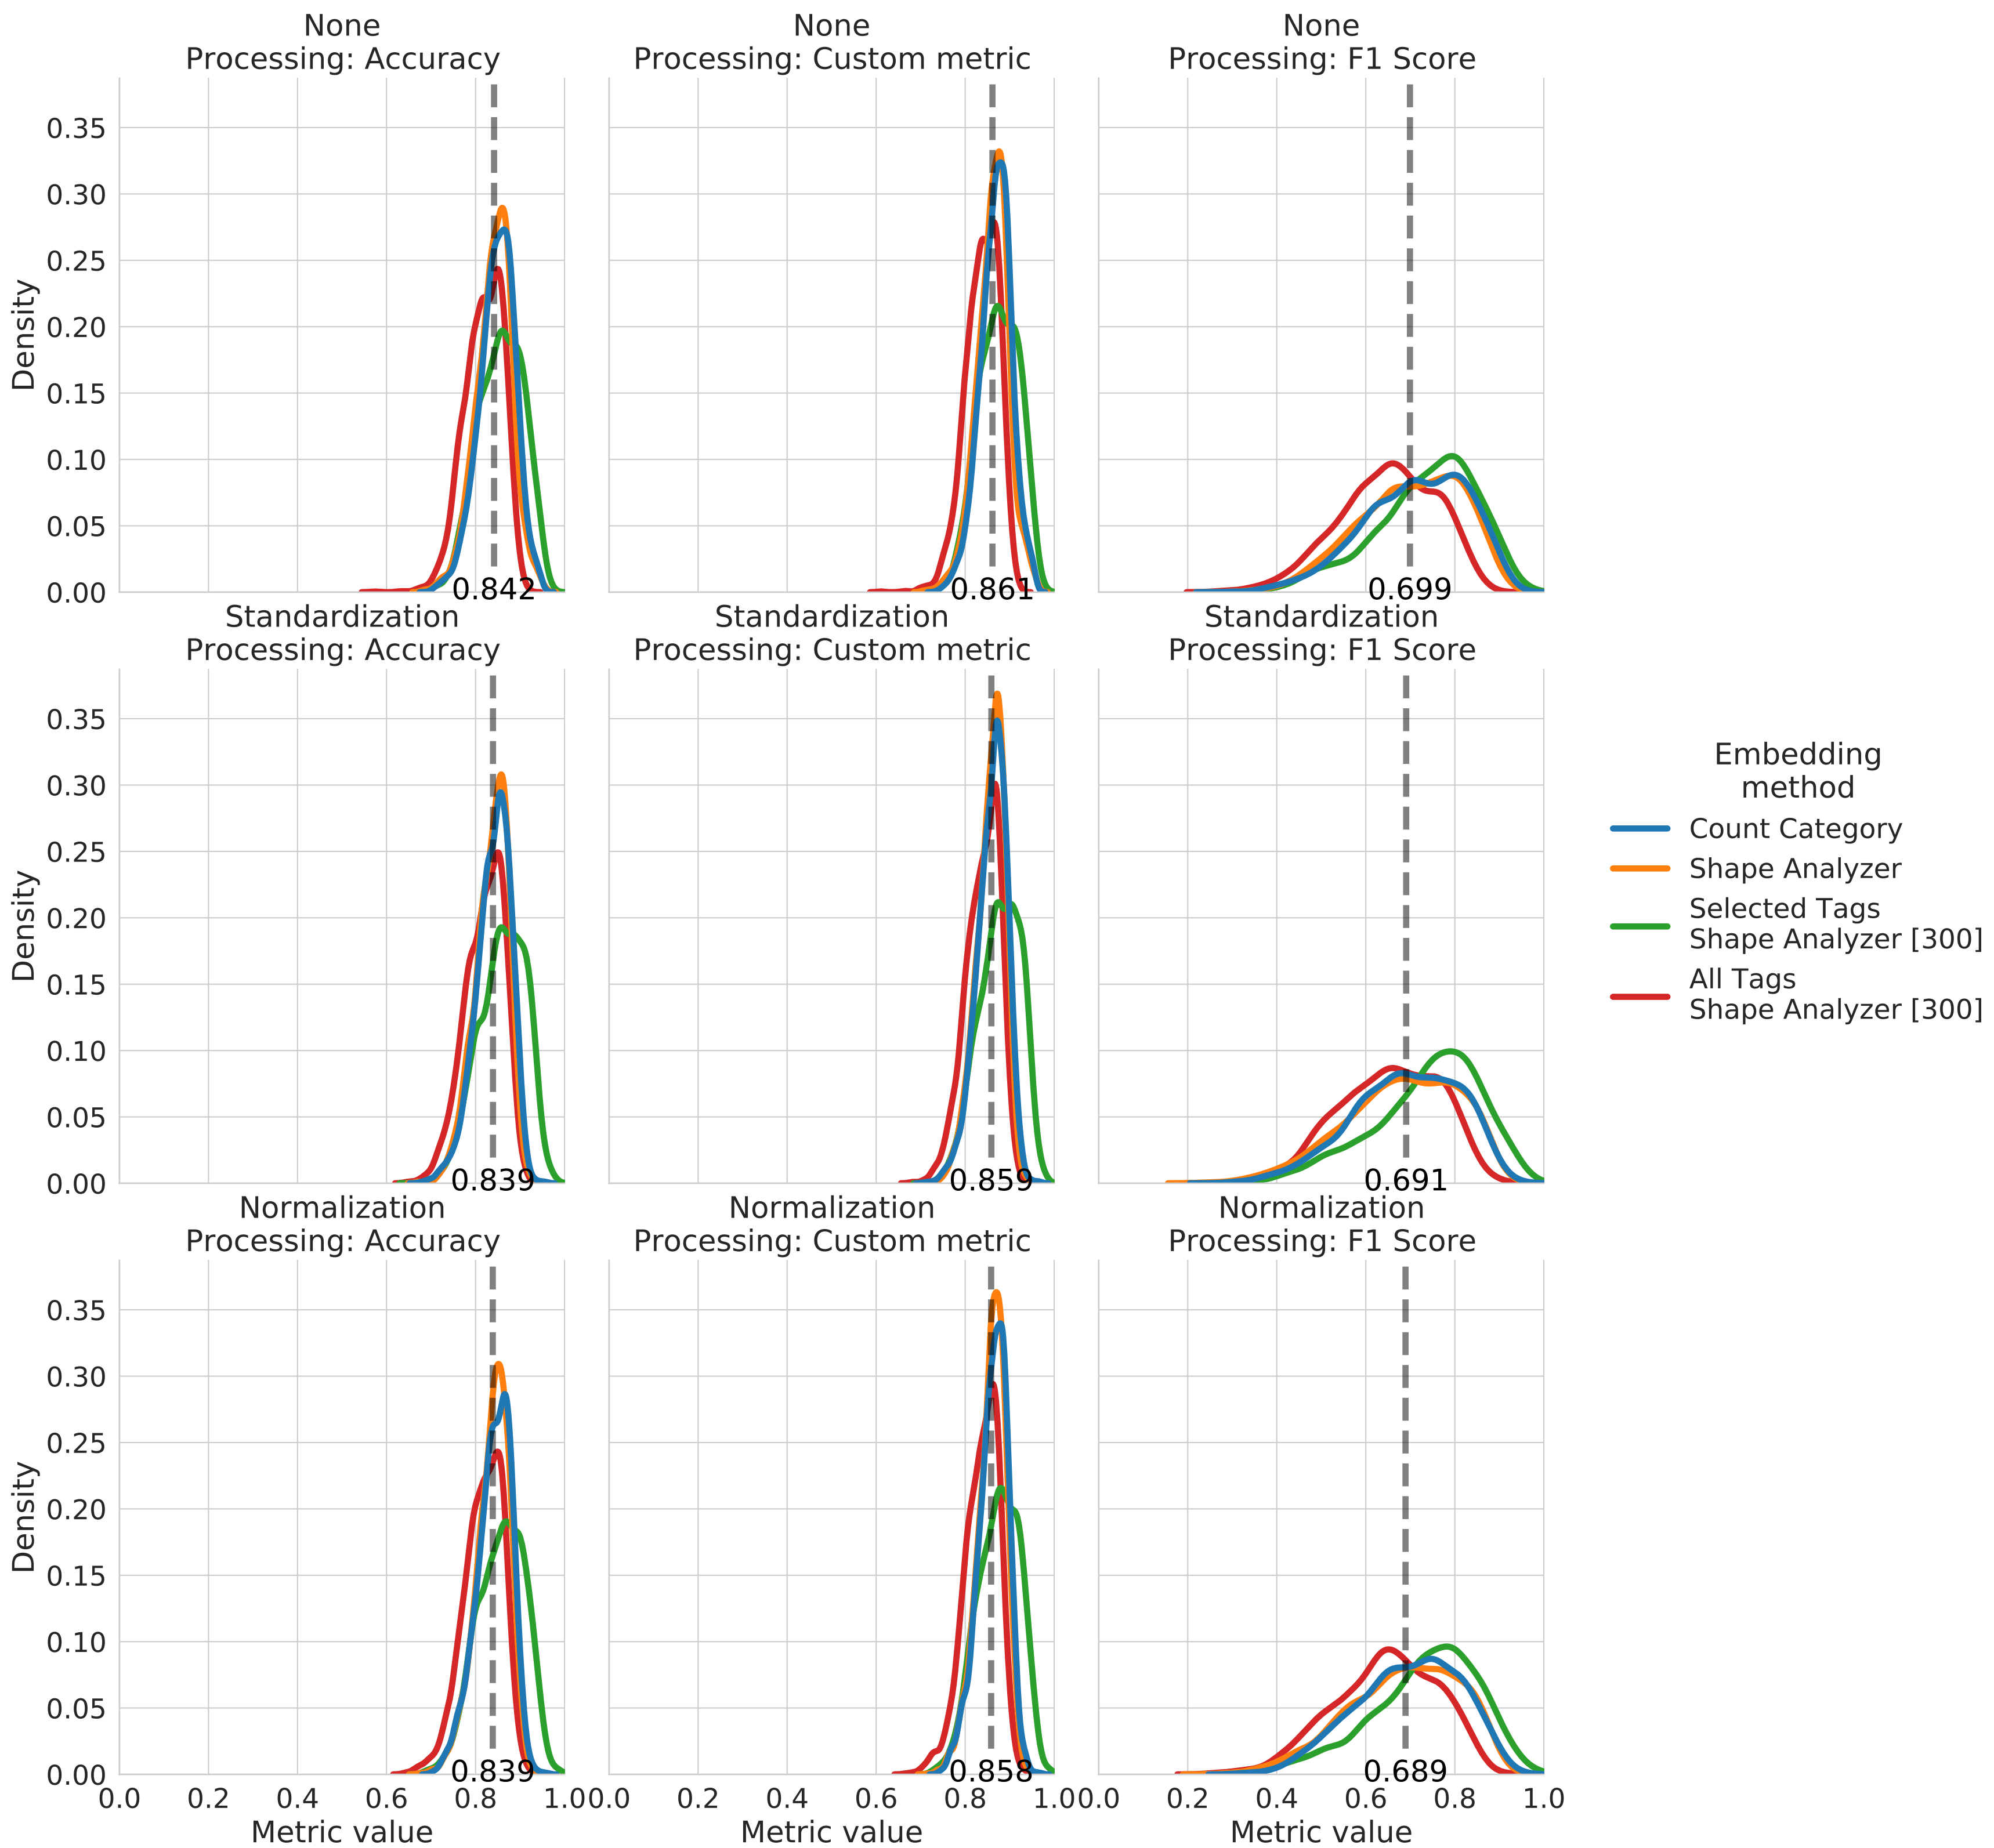 None
Processing: Accuracy
None
Processing: Custom metric
None
Processing: F1 Score
Density
0.35
0.30
0.25
0.20
0.15
0.10
0.05
0.00
0.842
0.861
0.699
Standardization
Processing: Accuracy
Standardization
Processing: Custom metric
Standardization
Processing: F1 Score
Density
0.35
0.30
0.25
0.20
0.15
0.10
0.05
0.00
0.839
0.859
0.691
Embedding
method
Count Category
Shape Analyzer
Selected Tags
Shape Analyzer [300]
All Tags
Shape Analyzer [300]
Normalization
Processing: Accuracy
Normalization
Processing: Custom metric
Normalization
Processing: F1 Score
Density
0.35
0.30
0.25
0.20
0.15
0.10
0.05
0.00
0.839
0.858
0.689
0.0 0.2 0.4 0.6 0.8 1.0
0.0 0.2 0.4 0.6 0.8 1.0
0.0 0.2 0.4 0.6 0.8 1.0
Metric value
Metric value
Metric value